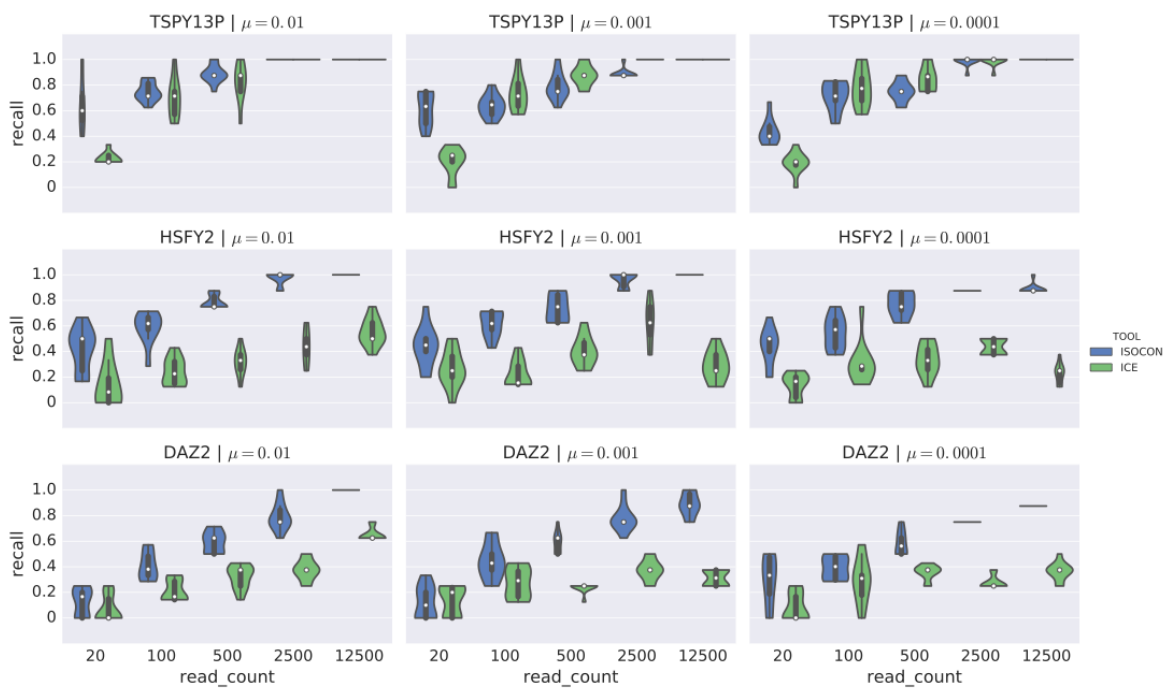 TSPY13P | μ = 0.01
TSPY13P | μ = 0.001
TSPY13P | μ = 0.0001
recall
1.0
0.8
0.6
0.4
0.2
0
HSFY2 | μ = 0.01
HSFY2 | μ = 0.001
HSFY2 | μ = 0.0001
recall
1.0
0.8
0.6
0.4
0.2
0
TOOL
ISOCON
ICE
DAZ2 | μ = 0.01
DAZ2 | μ = 0.001
DAZ2 | μ = 0.0001
recall
1.0
0.8
0.6
0.4
0.2
0
20 100 500 2500 12500
20 100 500 2500 12500
20 100 500 2500 12500
read_count
read_count
read_count